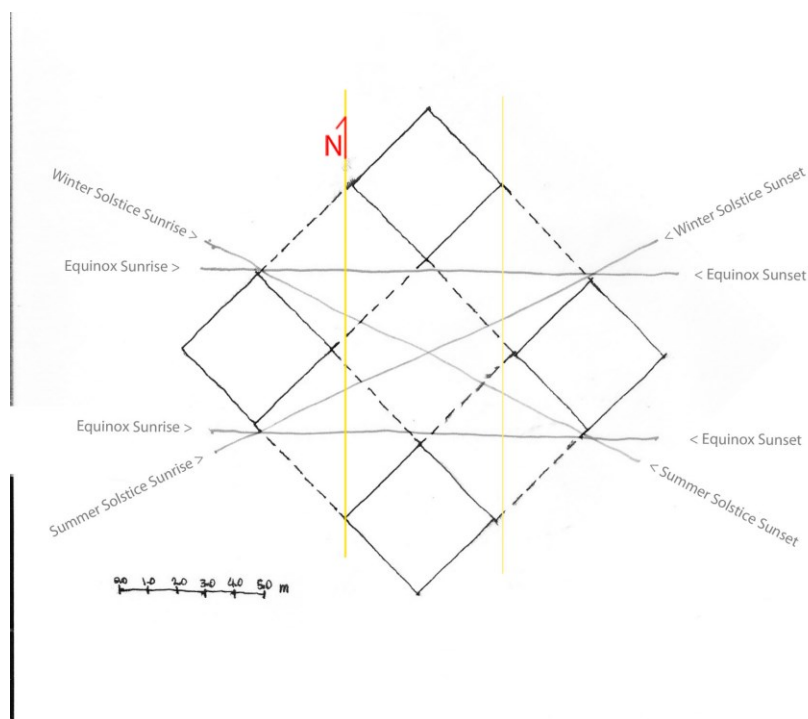 N
Winter Solstice Sunrise >
< Winter Solstice Sunset
Equinox Sunrise >
< Equinox Sunset
Equinox Sunrise >
< Equinox Sunset
Summer Solstice Sunrise >
< Summer Solstice Sunset
0.0 1.0 2.0 3.0 4.0 5.0 m